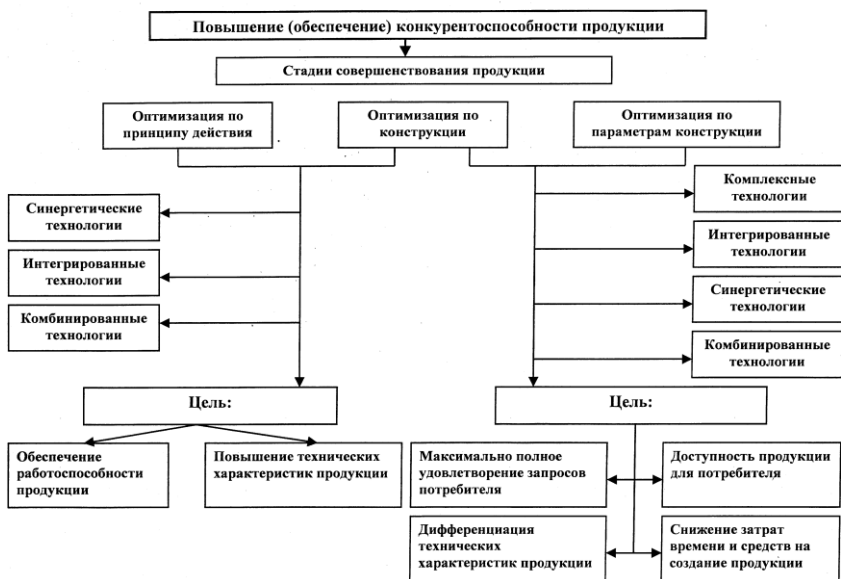 Повышение (обеспечение) конкурентоспособности продукции
Стадии совершенствования продукции
Оптимизация по
принципу действия
Оптимизация по
конструкции
Оптимизация по
параметрам конструкции
Синергетические
технологии
Интегрированные
технологии
Комбинированные
технологии
Комплексные
технологии
Интегрированные
технологии
Синергетические
технологии
Комбинированные
технологии
Цель:
Обеспечение
работоспособности
продукции
Повышение технических
характеристик продукции
Цель:
Максимально полное
удовлетворение запросов
потребителя
Доступность продукции
для потребителя
Дифференциация
технических
характеристик продукции
Снижение затрат
времени и средств на
создание продукции